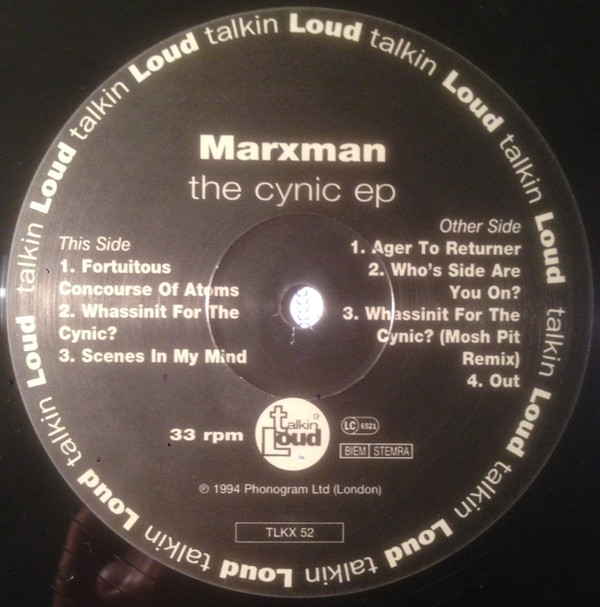 talkin Loud talkin Loud talkin Loud talkin Loud talkin Loud talkin Loud talkin Loud talkin Loud talkin Loud talkin Loud
Marxman
the cynic ep
This Side
1. Fortuitous
Concourse Of Atoms
2. Whassinit For The
Cynic?
3. Scenes In My Mind
Other Side
1. Ager To Returner
2. Who's Side Are
You On?
3. Whassinit For The
Cynic? (Mosh Pit
Remix)
4. Out
33 rpm
talkin
Loud
LC 6521
BIEM STEMRA
℗ 1994 Phonogram Ltd (London)
TLKX 52